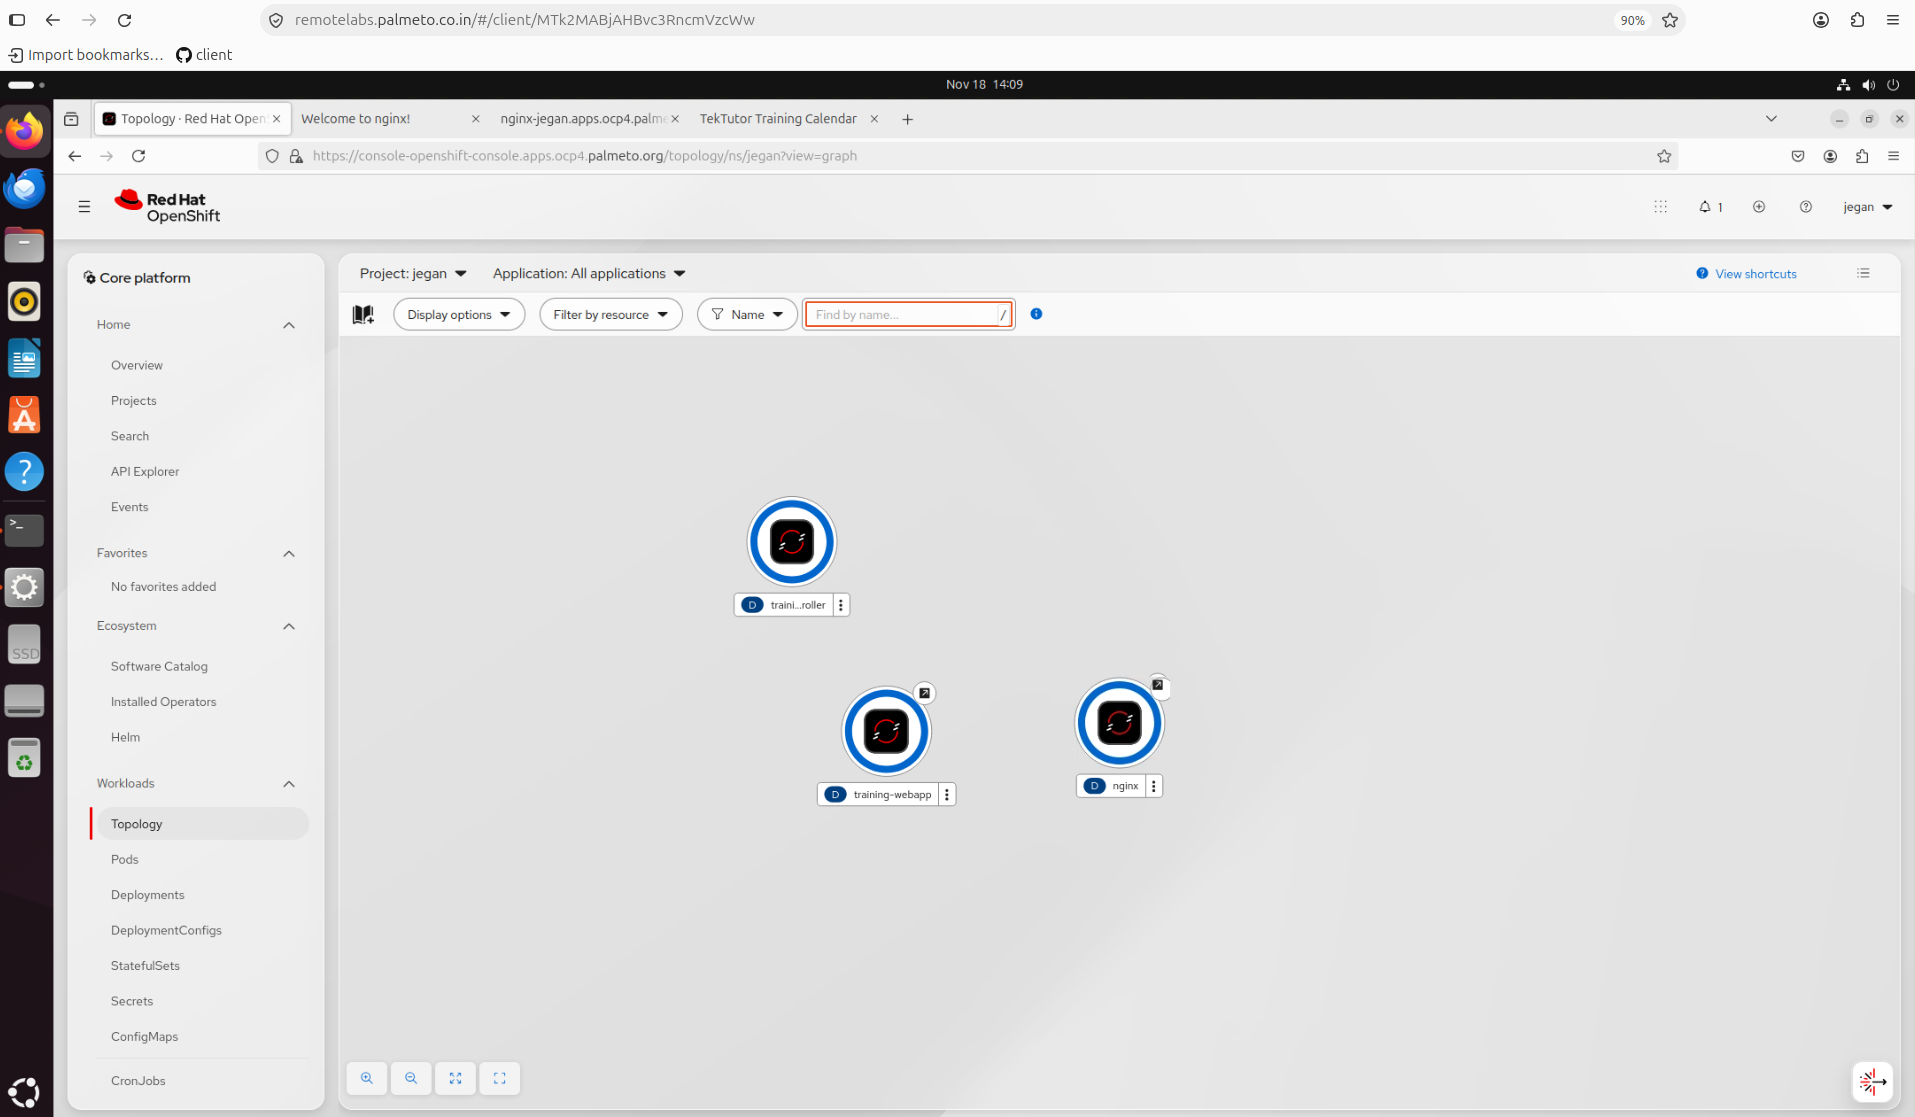 remotelabs.palmeto.co.in/#/client/MTk2MABjAHBvc3RncmVzcWw
90%
Import bookmarks...
client
Nov 18 14:09
Topology · Red Hat Open
Welcome to nginx!
nginx-jegan.apps.ocp4.palme
TekTutor Training Calendar
https://console-openshift-console.apps.ocp4.palmeto.org/topology/ns/jegan?view=graph
Red Hat
OpenShift
1
jegan
Core platform
Home
Overview
Projects
Search
API Explorer
Events
Favorites
No favorites added
Ecosystem
Software Catalog
Installed Operators
Helm
Workloads
Topology
Pods
Deployments
DeploymentConfigs
StatefulSets
Secrets
ConfigMaps
CronJobs
Project: jegan
Application: All applications
View shortcuts
Display options
Filter by resource
Name
Find by name...
/
D traini...roller
D training-webapp
D nginx
SSD